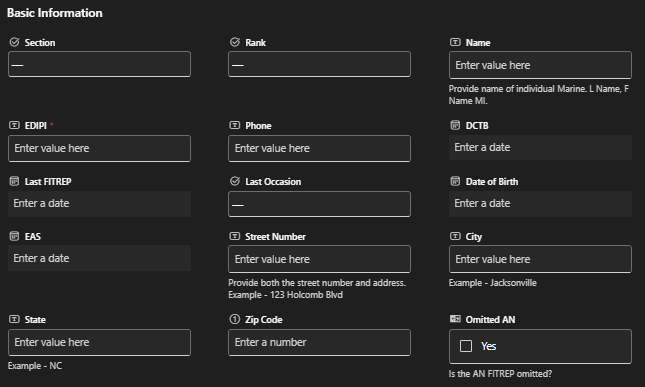 Basic Information
Section
Rank
Name
—
—
Enter value here
Provide name of individual Marine. L Name, F
Name MI.
EDIPI *
Phone
DCTB
Enter value here
Enter value here
Enter a date
Last FITREP
Last Occasion
Date of Birth
Enter a date
—
Enter a date
EAS
Street Number
City
Enter a date
Enter value here
Enter value here
Provide both the street number and address.
Example - 123 Holcomb Blvd
Example - Jacksonville
State
Zip Code
Omitted AN
Enter value here
Enter a number
Yes
Example - NC
Is the AN FITREP omitted?